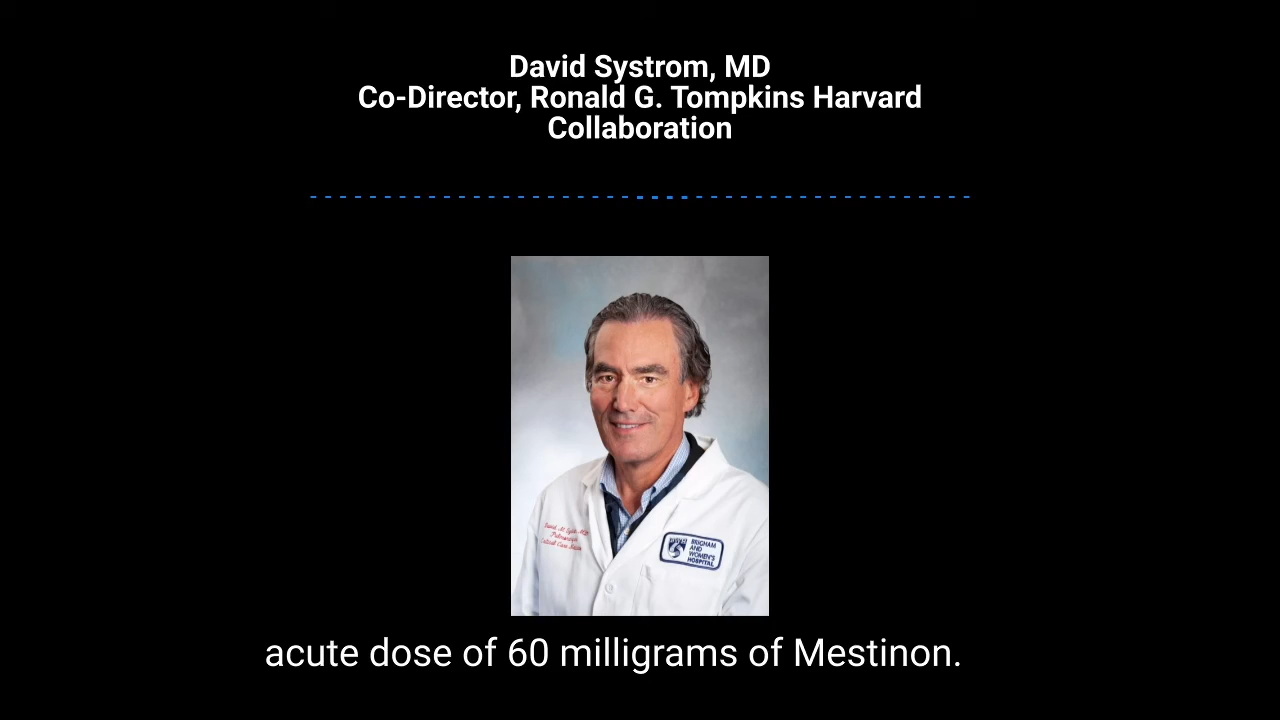 David Systrom, MD
Co-Director, Ronald G. Tompkins Harvard
Collaboration
BRIGHAM
AND
WOMEN'S
HOSPITAL
acute dose of 60 milligrams of Mestinon.